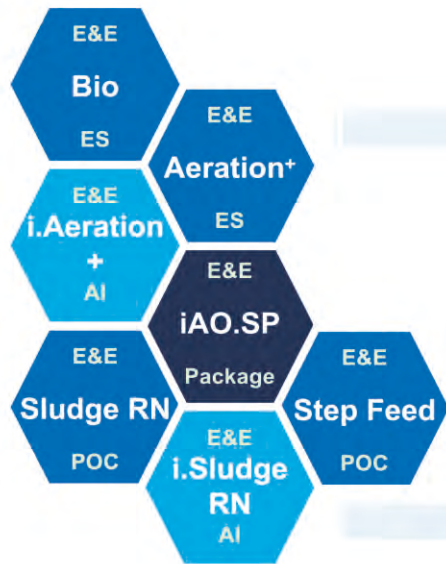 E&E
Bio
ES
E&E
Aeration⁺
ES
E&E
i.Aeration
+
AI
E&E
iAO.SP
Package
E&E
Sludge RN
POC
E&E
Step Feed
POC
E&E
i.Sludge
RN
AI